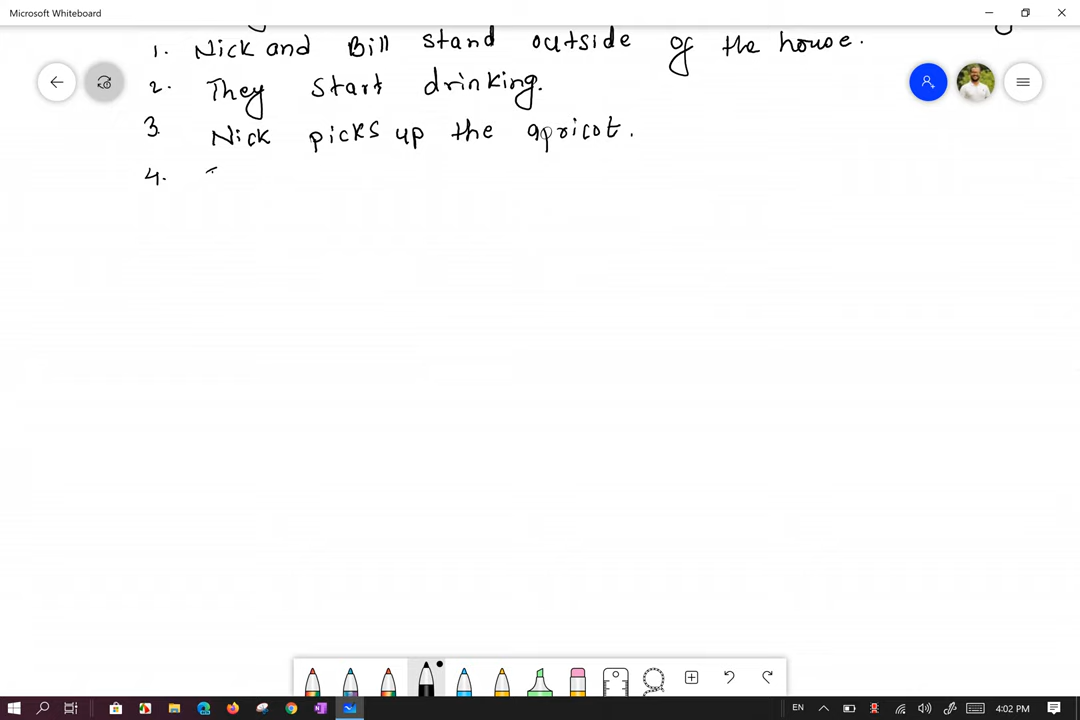 Microsoft Whiteboard
1. Nick and Bill stand outside of the house.
2. They start drinking.
3 Nick picks up the apricot.
4.
EN
4:02 PM